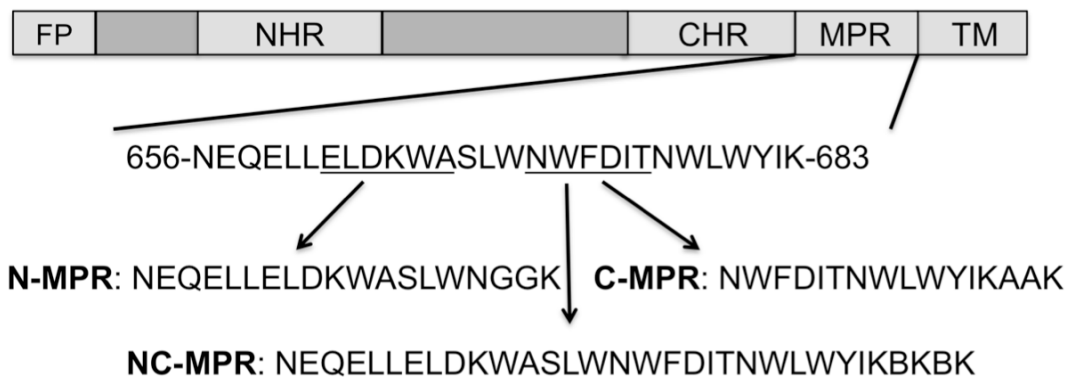 FP NHR CHR MPR TM
656-NEQELLELDKWASLWNWFDITNWLWYIK-683
N-MPR: NEQELLELDKWASLWNGGK C-MPR: NWFDITNWLWYIKAAK
NC-MPR: NEQELLELDKWASLWNWFDITNWLWYIKBKBK